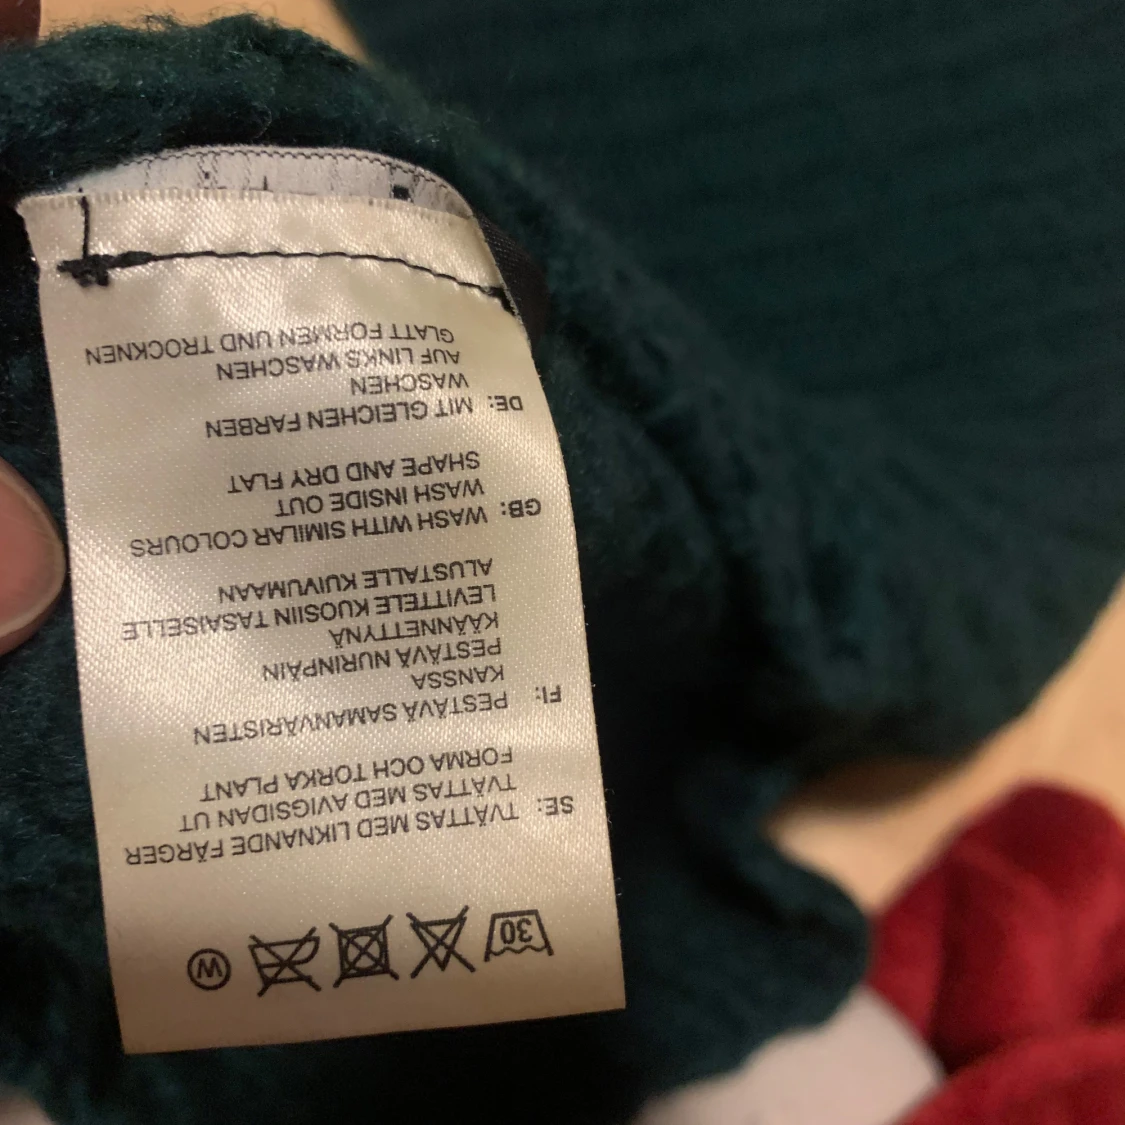 30 W
SE: TVÄTTAS MED LIKNANDE FÄRGER
TVÄTTAS MED AVIGSIDAN UT
FORMA OCH TORKA PLANT
FI: PESTÄVÄ SAMANVÄRISTEN
KANSSA
PESTÄVÄ NURINPÄIN
KÄÄNNETTYNÄ
LEVITTELE KUOSIIN TASAISELLE
ALUSTALLE KUIVUMAAN
GB: WASH WITH SIMILAR COLOURS
WASH INSIDE OUT
SHAPE AND DRY FLAT
DE: MIT GLEICHEN FARBEN
WASCHEN
AUF LINKS WASCHEN
GLATT FORMEN UND TROCKNEN